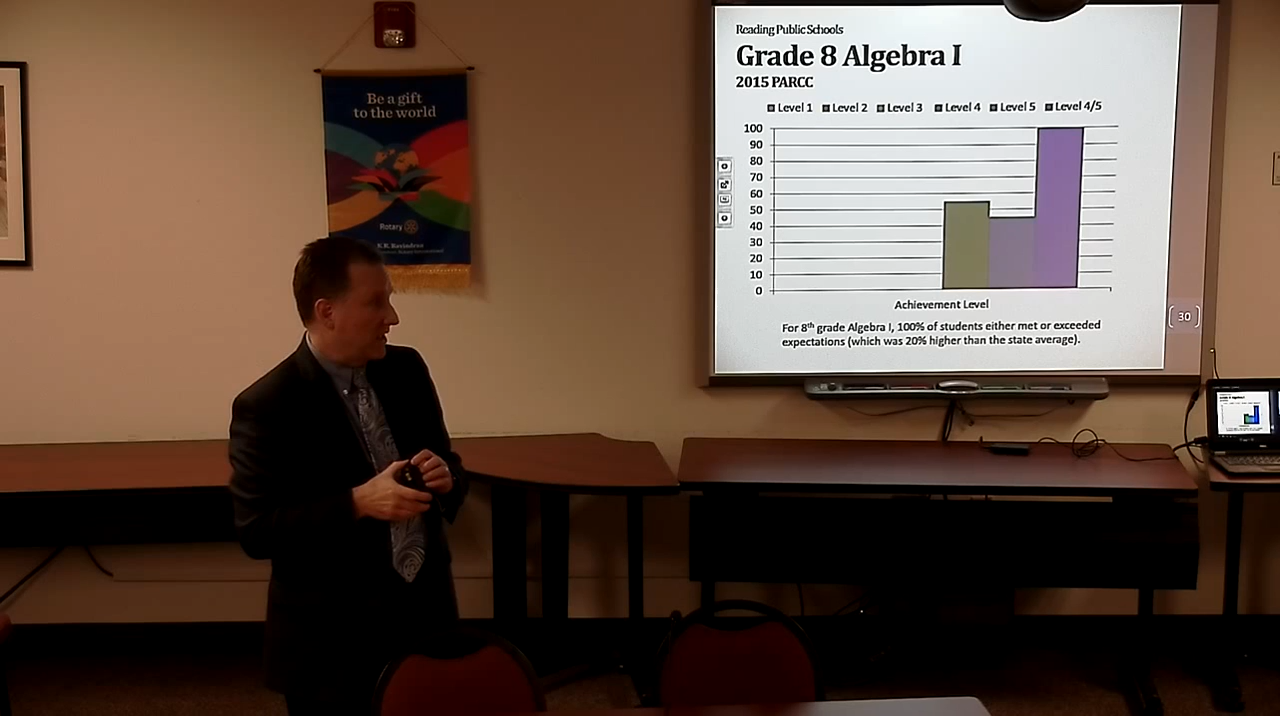 Reading Public Schools
Grade 8 Algebra I
2015 PARCC
Level 1 Level 2 Level 3 Level 4 Level 5 Level 4/5
100
90
80
70
60
50
40
30
20
10
0
Achievement Level
For 8th grade Algebra I, 100% of students either met or exceeded
expectations (which was 20% higher than the state average).
30
Be a gift
to the world
Rotary
K.R. Ravindran